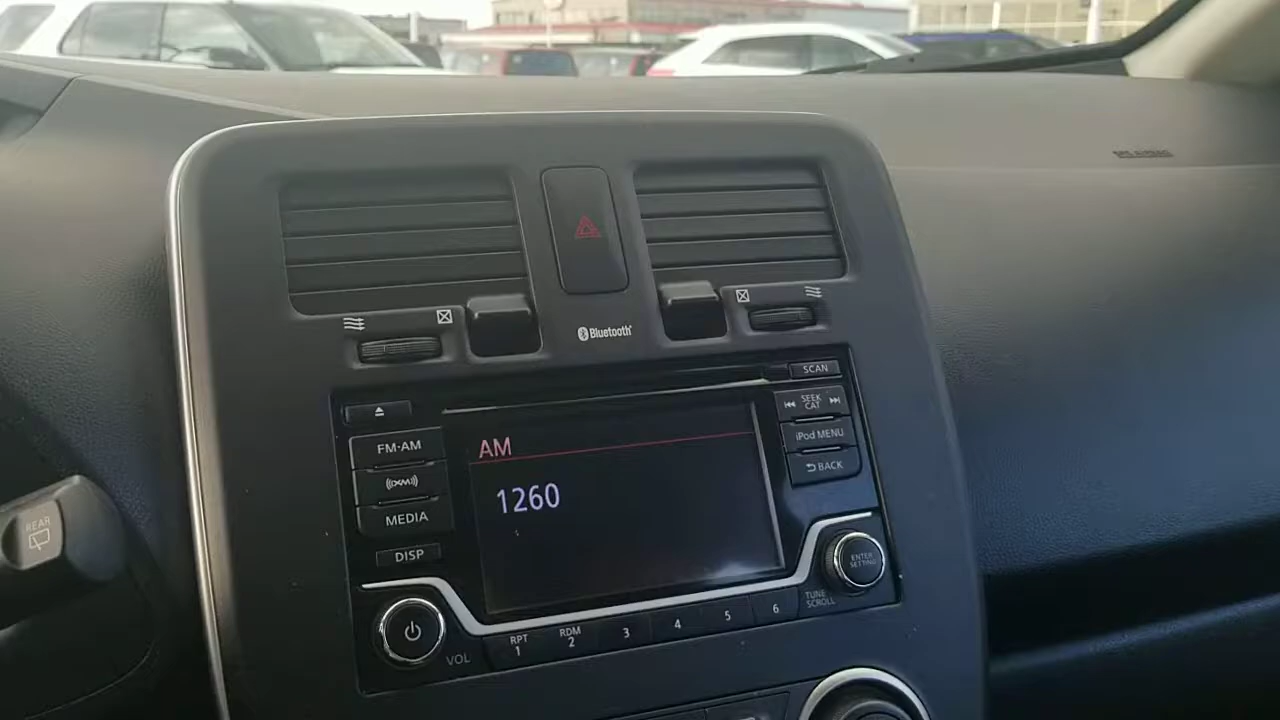 Bluetooth
SCAN
SEEK
CAT
FM·AM
iPod MENU
AM
((XM))
BACK
1260
MEDIA
DISP
REAR
ENTER
SETTING
TUNE
SCROLL
VOL
RPT
1
RDM
2
3
4
5
6